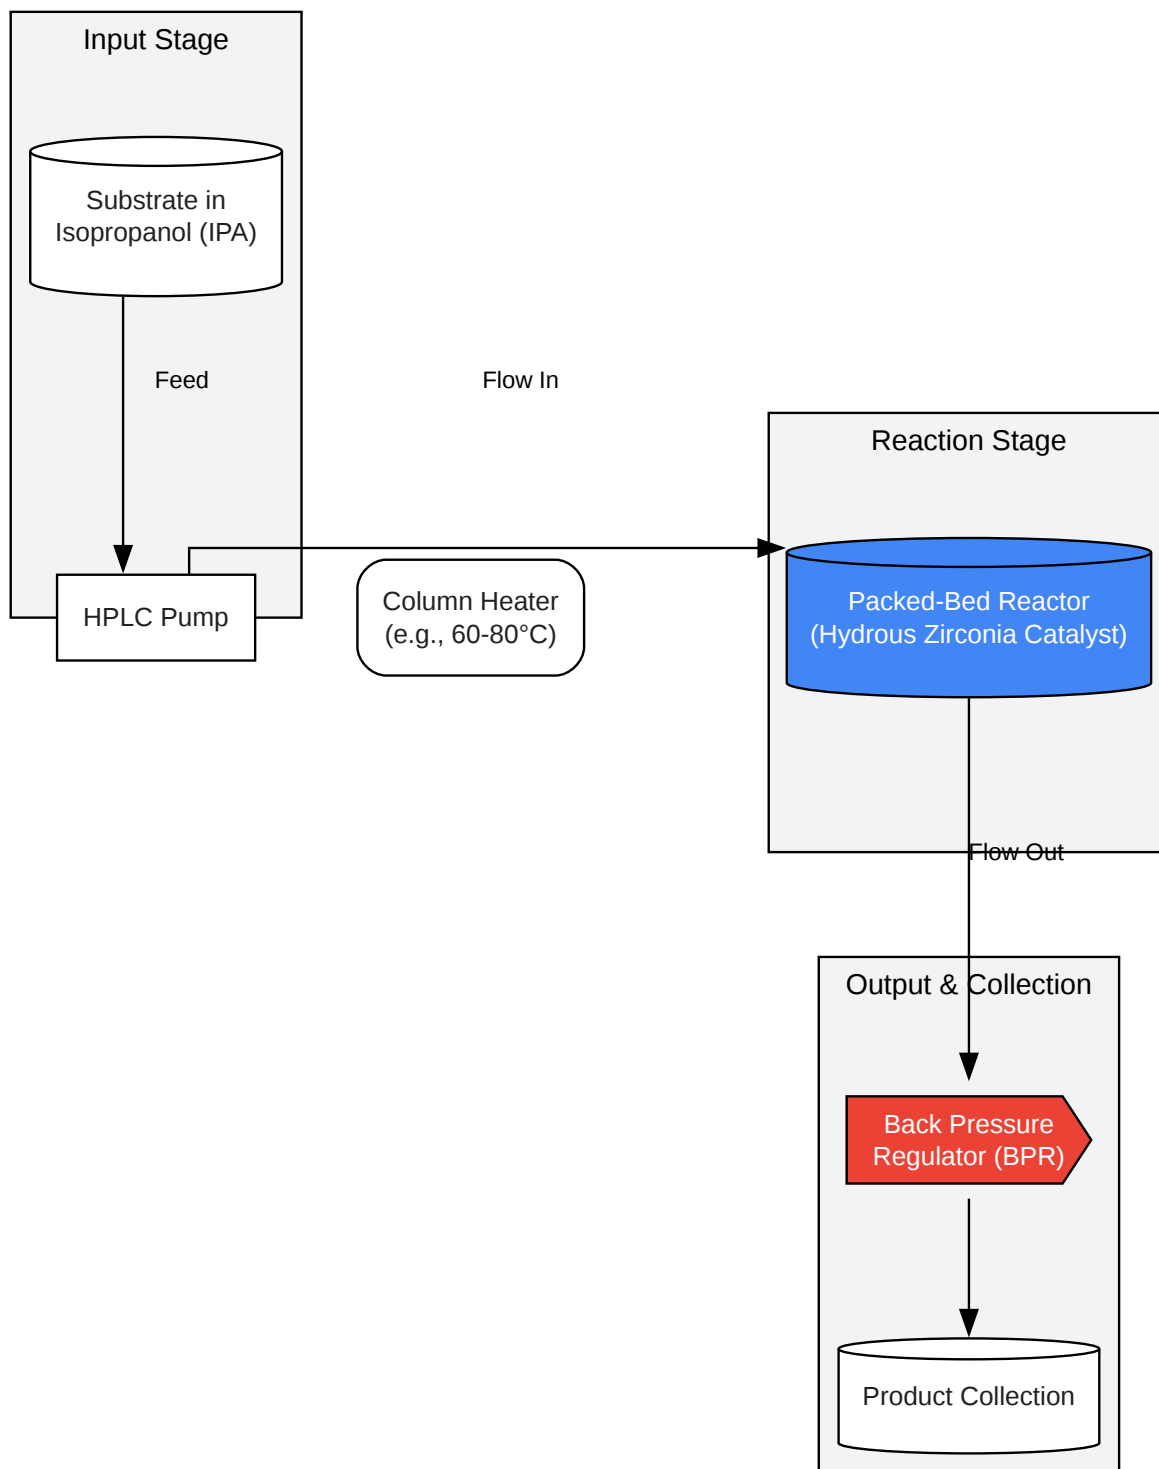 Input Stage
Substrate in
Isopropanol (IPA)
Feed
Flow In
HPLC Pump
Column Heater
(e.g., 60-80°C)
Reaction Stage
Packed-Bed Reactor
(Hydrous Zirconia Catalyst)
Flow Out
Output & Collection
Back Pressure
Regulator (BPR)
Product Collection